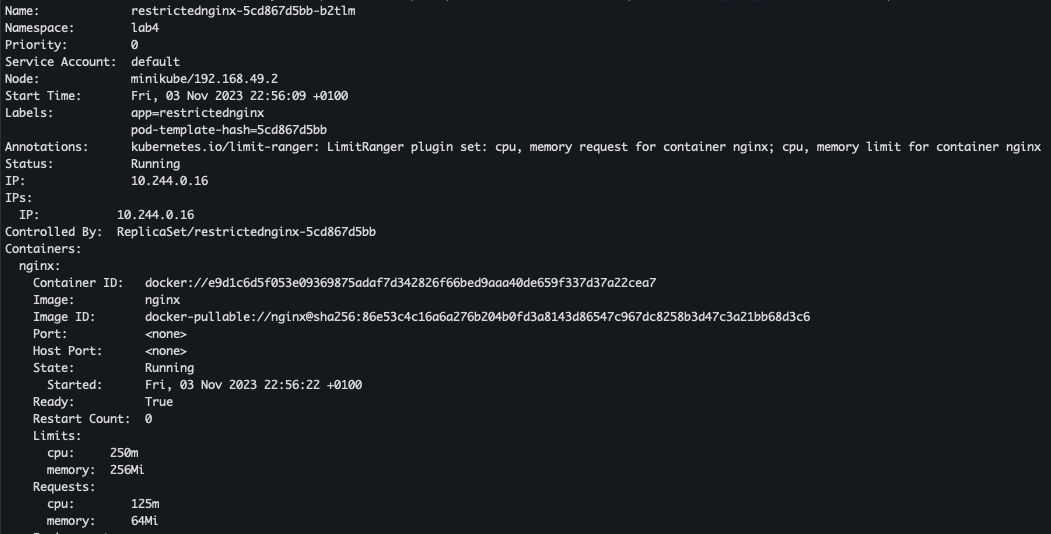 Name: restrictednginx-5cd867d5bb-b2tlm
Namespace: lab4
Priority: 0
Service Account: default
Node: minikube/192.168.49.2
Start Time: Fri, 03 Nov 2023 22:56:09 +0100
Labels: app=restrictednginx
pod-template-hash=5cd867d5bb
Annotations: kubernetes.io/limit-ranger: LimitRanger plugin set: cpu, memory request for container nginx; cpu, memory limit for container nginx
Status: Running
IP: 10.244.0.16
IPs:
IP: 10.244.0.16
Controlled By: ReplicaSet/restrictednginx-5cd867d5bb
Containers:
nginx:
Container ID: docker://e9d1c6d5f053e09369875adaf7d342826f66bed9aaa40de659f337d37a22cea7
Image: nginx
Image ID: docker-pullable://nginx@sha256:86e53c4c16a6a276b204b0fd3a8143d86547c967dc8258b3d47c3a21bb68d3c6
Port: <none>
Host Port: <none>
State: Running
Started: Fri, 03 Nov 2023 22:56:22 +0100
Ready: True
Restart Count: 0
Limits:
cpu: 250m
memory: 256Mi
Requests:
cpu: 125m
memory: 64Mi